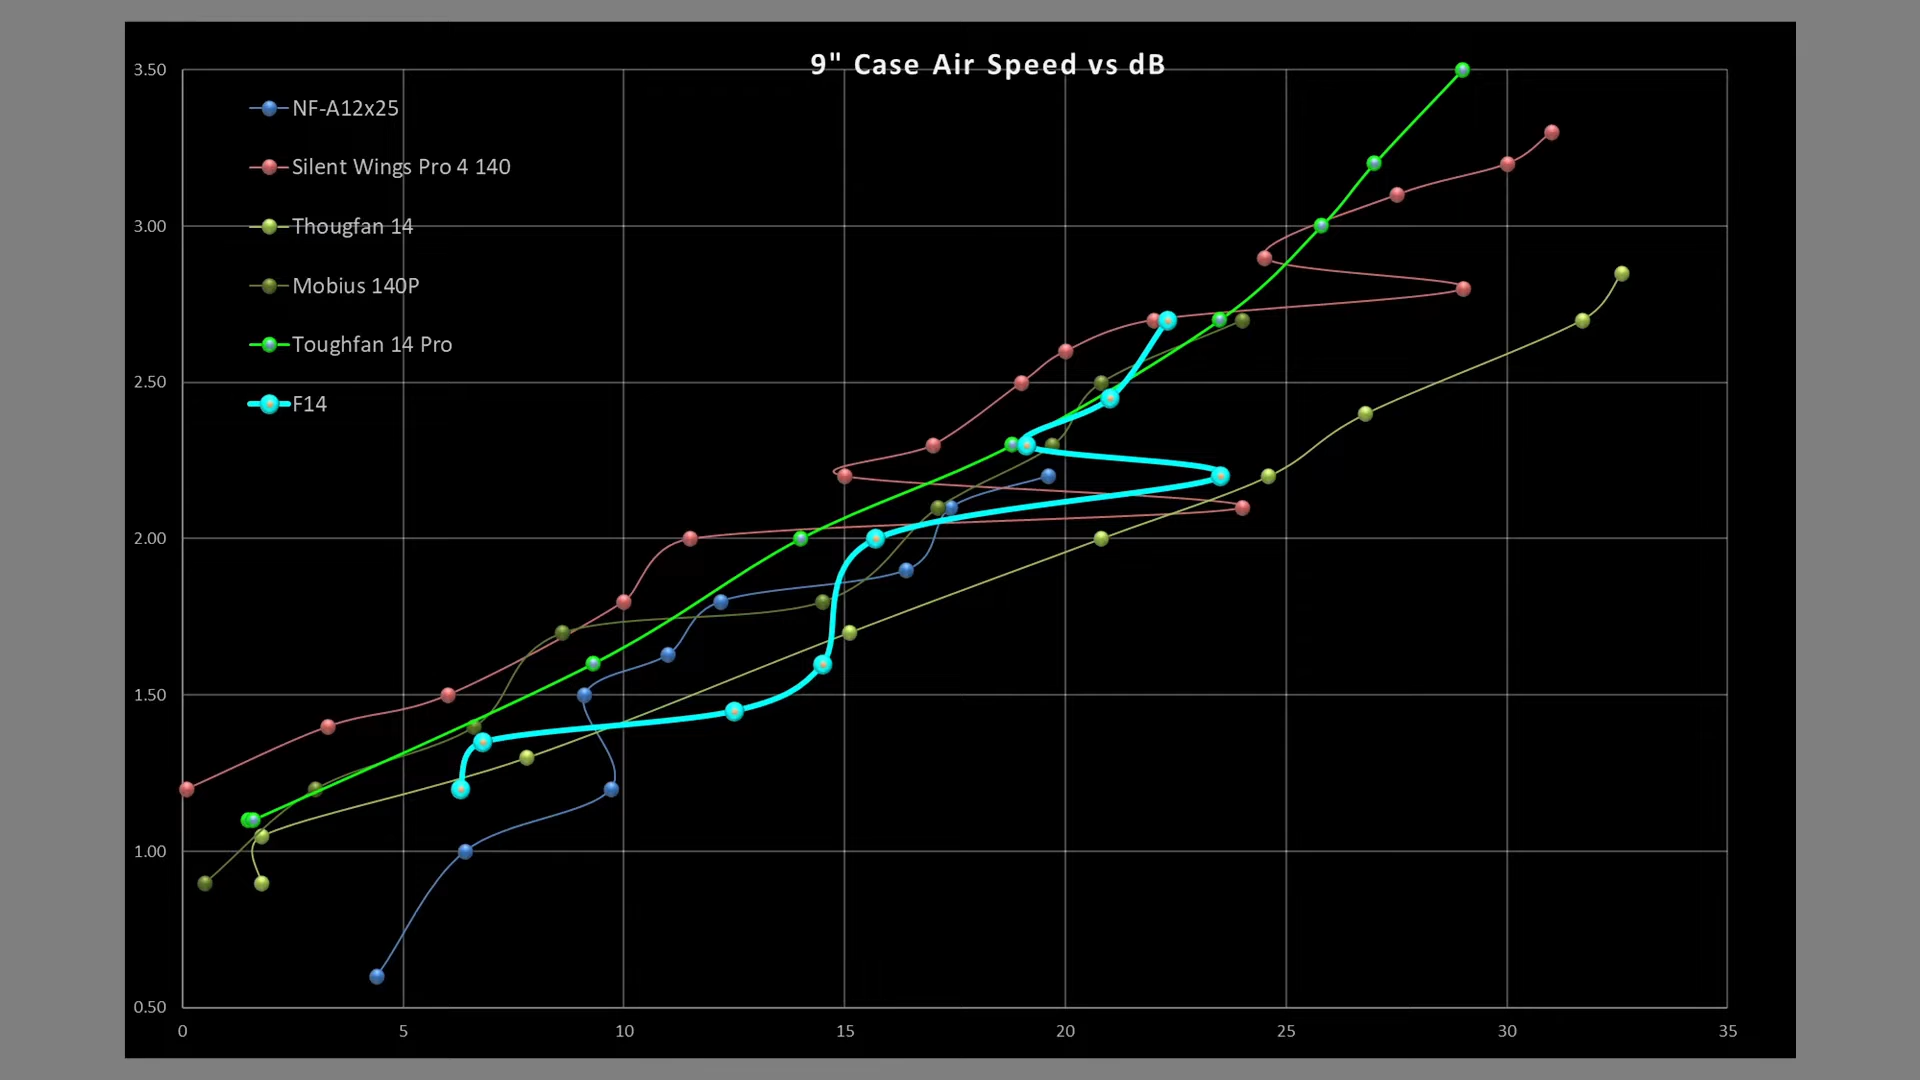 9" Case Air Speed vs dB
3.50
NF-A12x25
Silent Wings Pro 4 140
3.00
Thougfan 14
Mobius 140P
Toughfan 14 Pro
2.50
F14
2.00
1.50
1.00
0.50
0 5 10 15 20 25 30 35